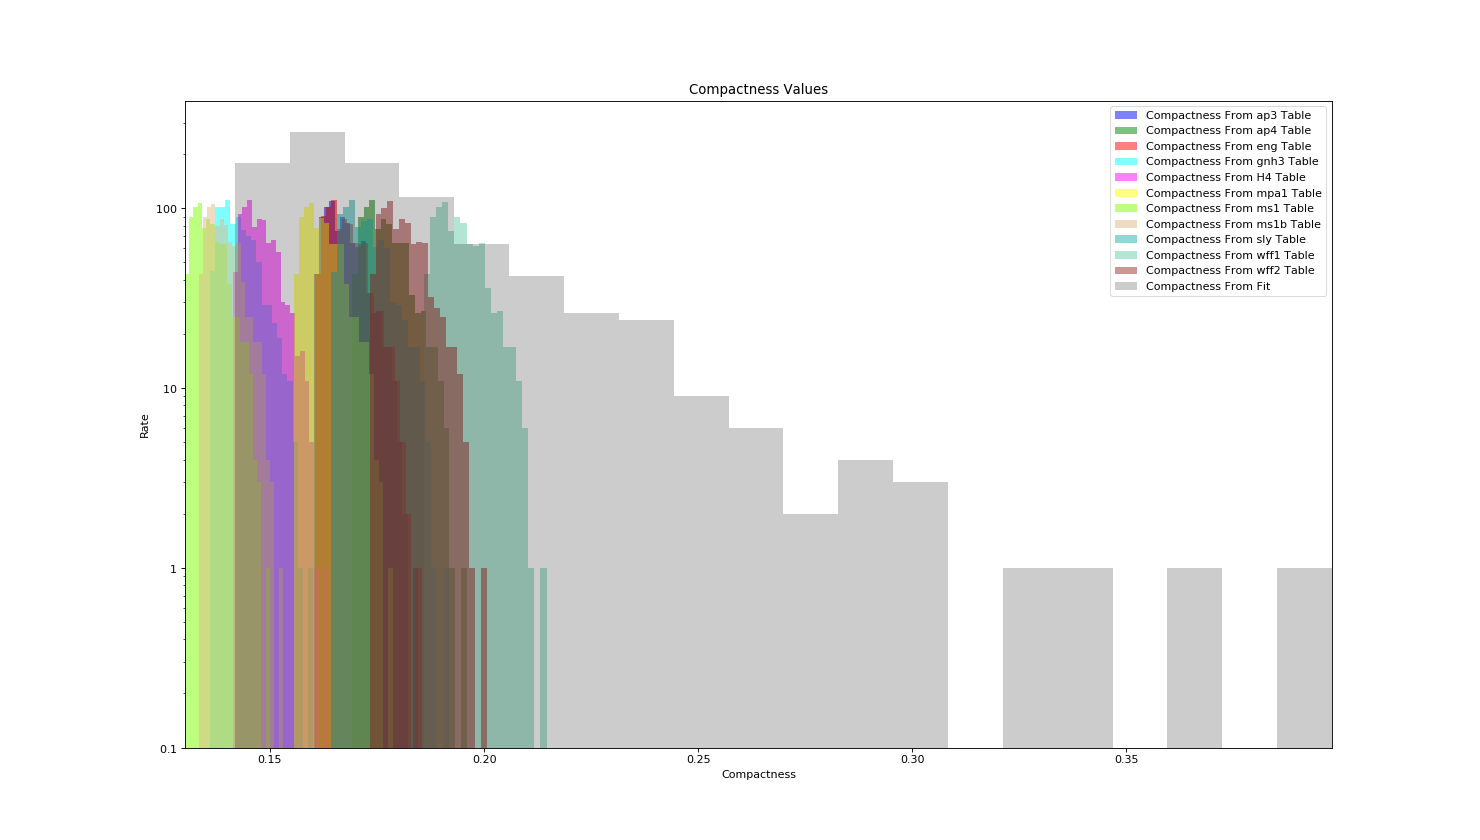 Compactness Values
Compactness From ap3 Table
Compactness From ap4 Table
Compactness From eng Table
Compactness From gnh3 Table
Compactness From H4 Table
Compactness From mpa1 Table
Compactness From ms1 Table
Compactness From ms1b Table
Compactness From sly Table
Compactness From wff1 Table
Compactness From wff2 Table
Compactness From Fit
100
10
1
0.1
Rate
0.15
0.20
0.25
0.30
0.35
Compactness